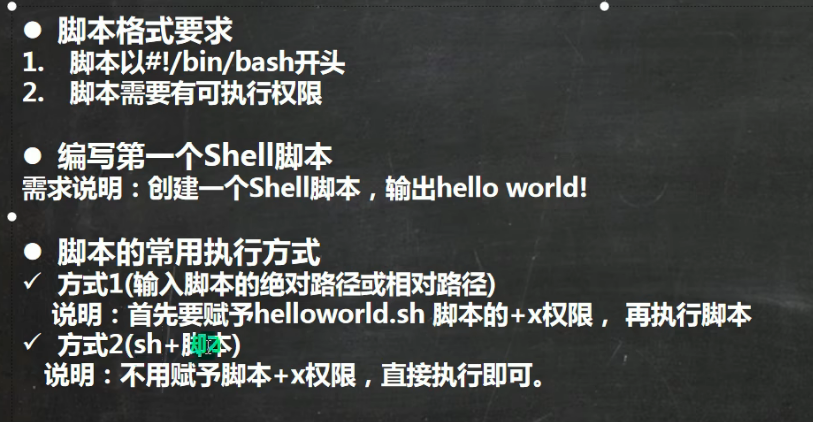 ● 脚本格式要求
1. 脚本以#!/bin/bash开头
2. 脚本需要有可执行权限
● 编写第一个Shell脚本
需求说明：创建一个Shell脚本，输出hello world!
● 脚本的常用执行方式
✓ 方式1(输入脚本的绝对路径或相对路径)
说明：首先要赋予helloworld.sh 脚本的+x权限， 再执行脚本
✓ 方式2(sh+脚本)
说明：不用赋予脚本+x权限，直接执行即可。